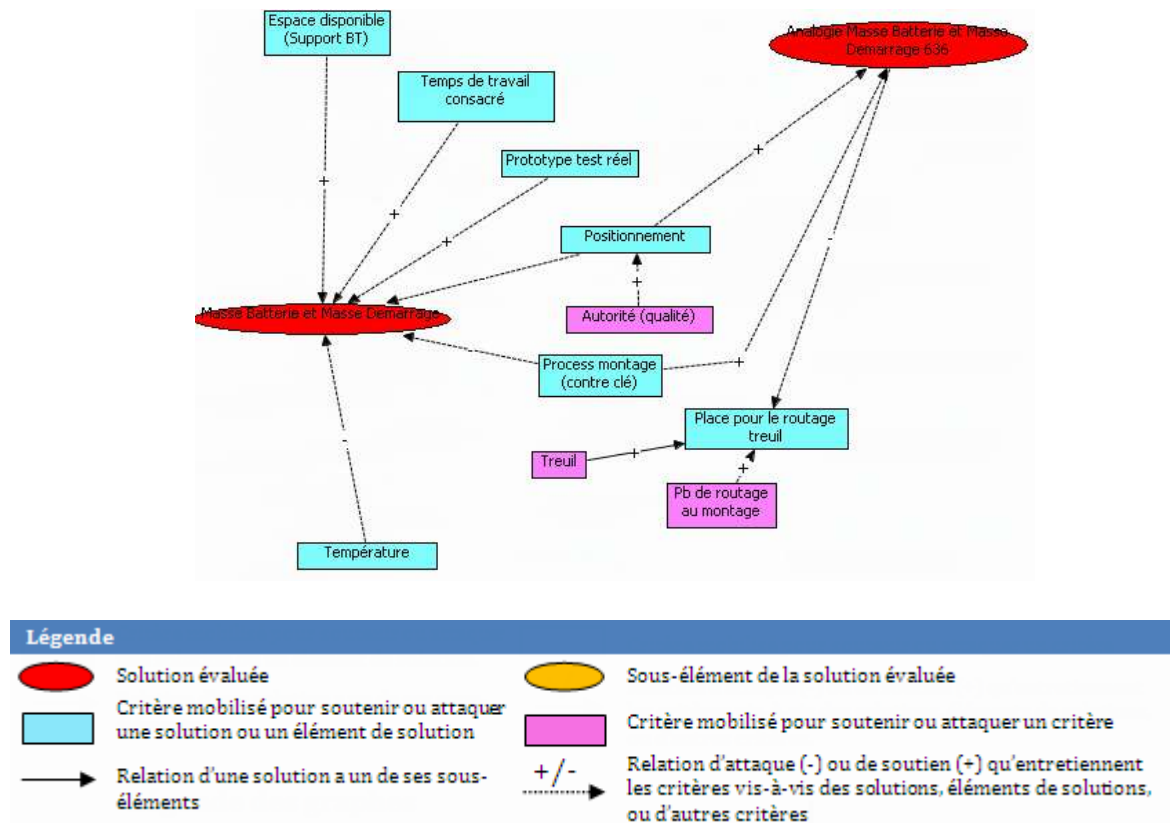 Espace disponible
(Support BT)
Analogie Masse Batterie et Masse
Demarrage 636
Temps de travail
consacré
+
Prototype test réel
+
+
+
Positionnement
-
+
Autorité (qualité)
Masse Batterie et Masse Demarrage
Process montage
(contre clé)
+
Place pour le routage
treuil
-
Treuil
+
+
Pb de routage
au montage
Température
Légende
Solution évaluée
Sous-élément de la solution évaluée
Critère mobilisé pour soutenir ou attaquer
une solution ou un élément de solution
Critère mobilisé pour soutenir ou attaquer un critère
Relation d'une solution a un de ses sous-
éléments
+/-
Relation d'attaque (-) ou de soutien (+) qu'entretiennent
les critères vis-à-vis des solutions, éléments de solutions,
ou d'autres critères